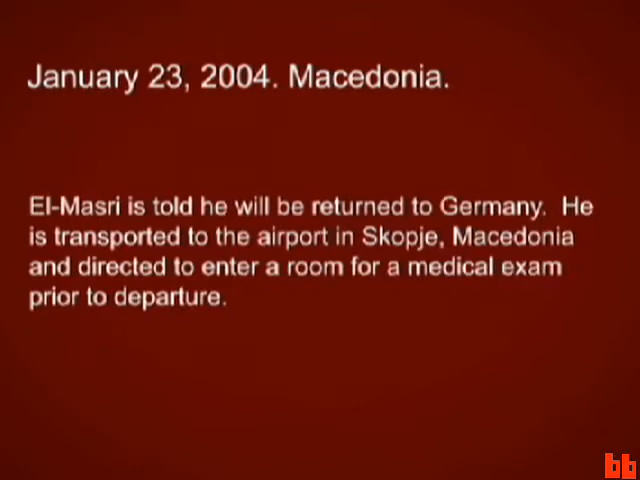 January 23, 2004. Macedonia.
El-Masri is told he will be returned to Germany.  He
is transported to the airport in Skopje, Macedonia
and directed to enter a room for a medical exam
prior to departure.
bb